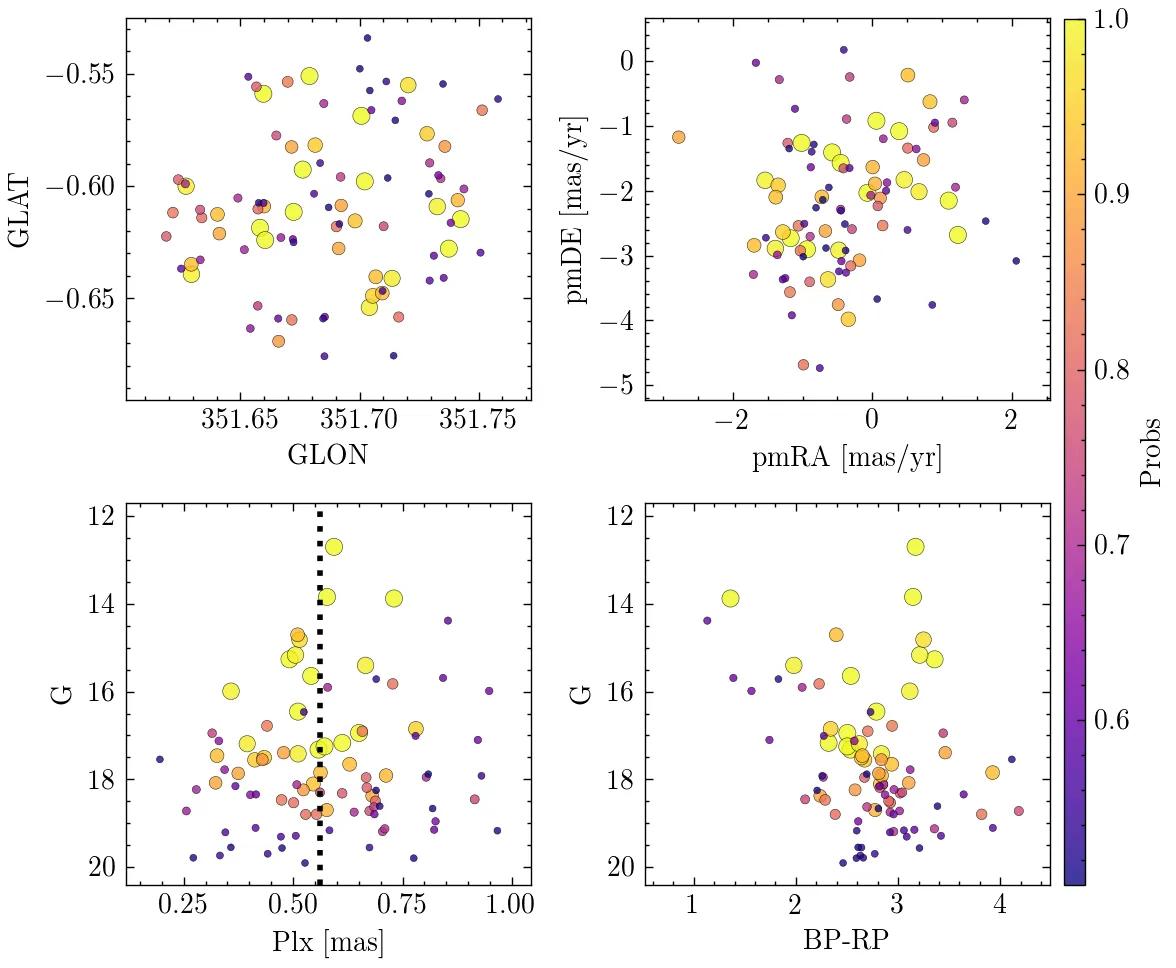 −0.55
−0.60
−0.65
GLAT
351.65 351.70 351.75
GLON
0
−1
−2
−3
−4
−5
pmDE [mas/yr]
−2 0 2
pmRA [mas/yr]
12
14
16
18
20
G
0.25 0.50 0.75 1.00
Plx [mas]
12
14
16
18
20
G
1 2 3 4
BP-RP
1.0
0.9
0.8
0.7
0.6
Probs